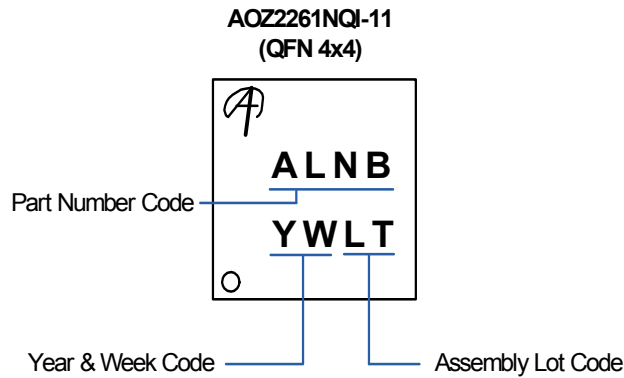 AOZ2261NQI-11
(QFN 4x4)
ALNB
Part Number Code
YWLT
Year & Week Code
Assembly Lot Code